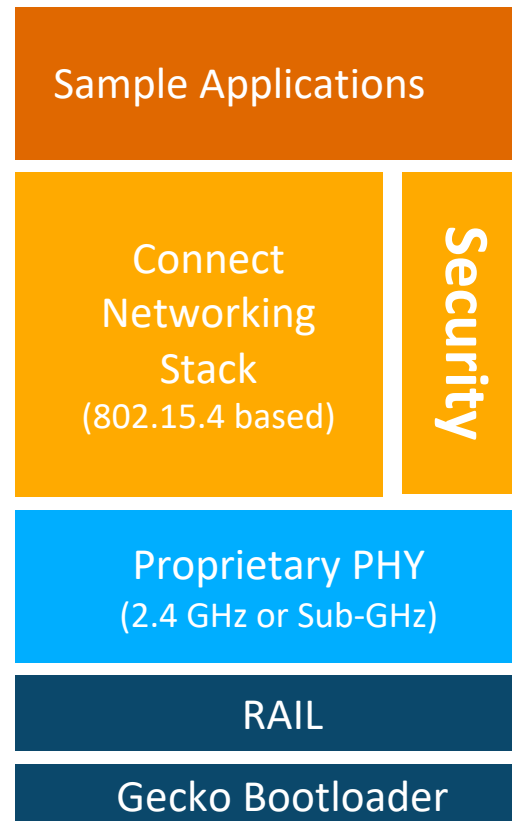 Sample Applications
Connect
Networking
Stack
(802.15.4 based)
Security
Proprietary PHY
(2.4 GHz or Sub-GHz)
RAIL
Gecko Bootloader